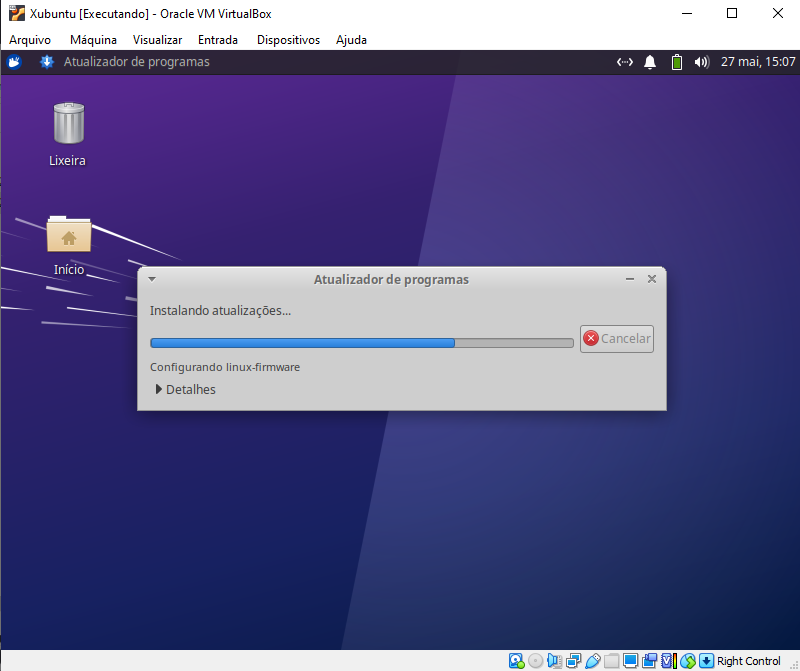 Xubuntu [Executando] - Oracle VM VirtualBox
Arquivo Máquina Visualizar Entrada Dispositivos Ajuda
Atualizador de programas 27 mai, 15:07
Lixeira
Início
Atualizador de programas
Instalando atualizações...
Cancelar
Configurando linux-firmware
Detalhes
Right Control